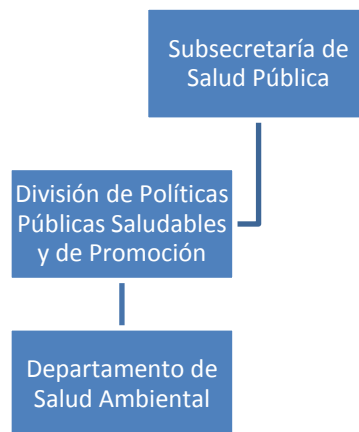 Subsecretaría de
Salud Pública
División de Políticas
Públicas Saludables
y de Promoción
Departamento de
Salud Ambiental